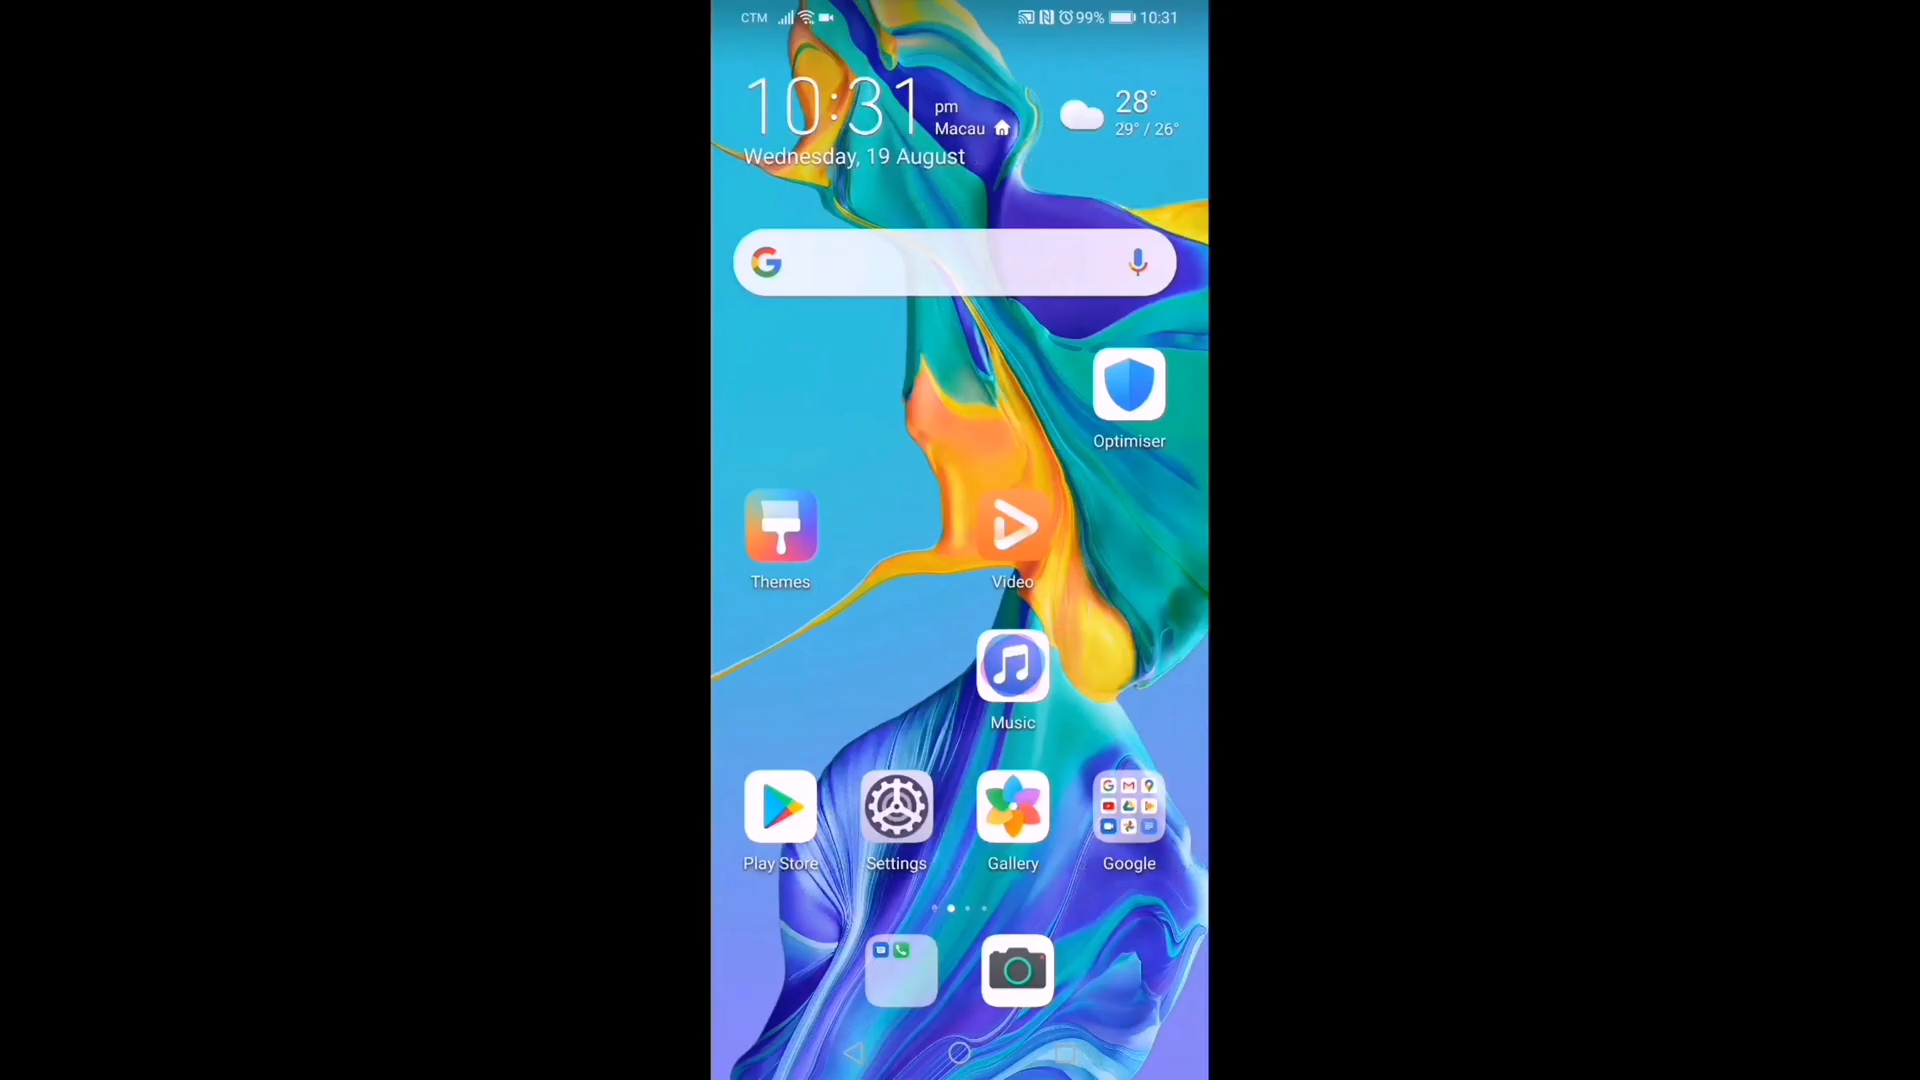 CTM 99% 10:31
10:31 pm
Macau
28°
29° / 26°
Wednesday, 19 August
Optimiser
Themes
Video
Music
Play Store
Settings
Gallery
Google